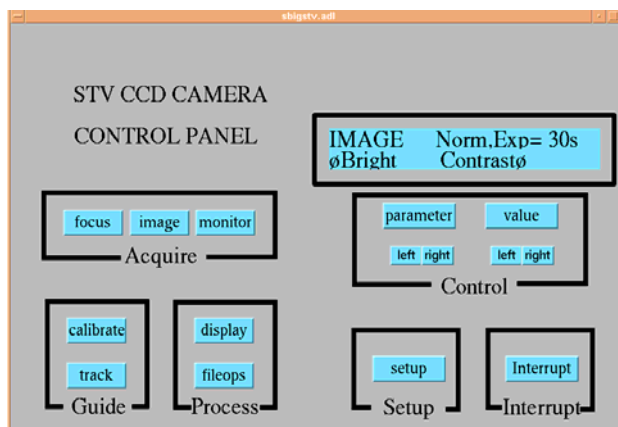 sbigstv.adl
STV CCD CAMERA
CONTROL PANEL
IMAGE Norm,Exp= 30s
øBright Contrastø
focus image monitor
Acquire
parameter value
left right left right
Control
calibrate
track
Guide
display
fileops
Process
setup
Setup
Interrupt
Interrupt